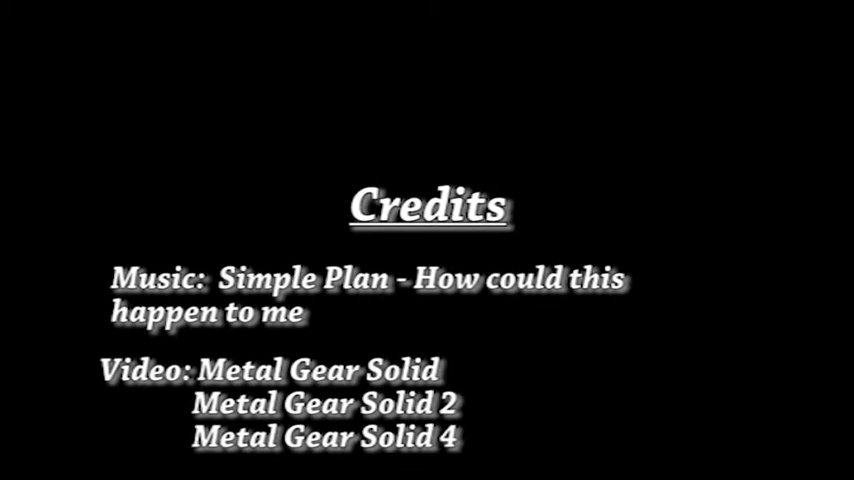 Credits
Music: Simple Plan - How could this
happen to me
Video: Metal Gear Solid
Metal Gear Solid 2
Metal Gear Solid 4